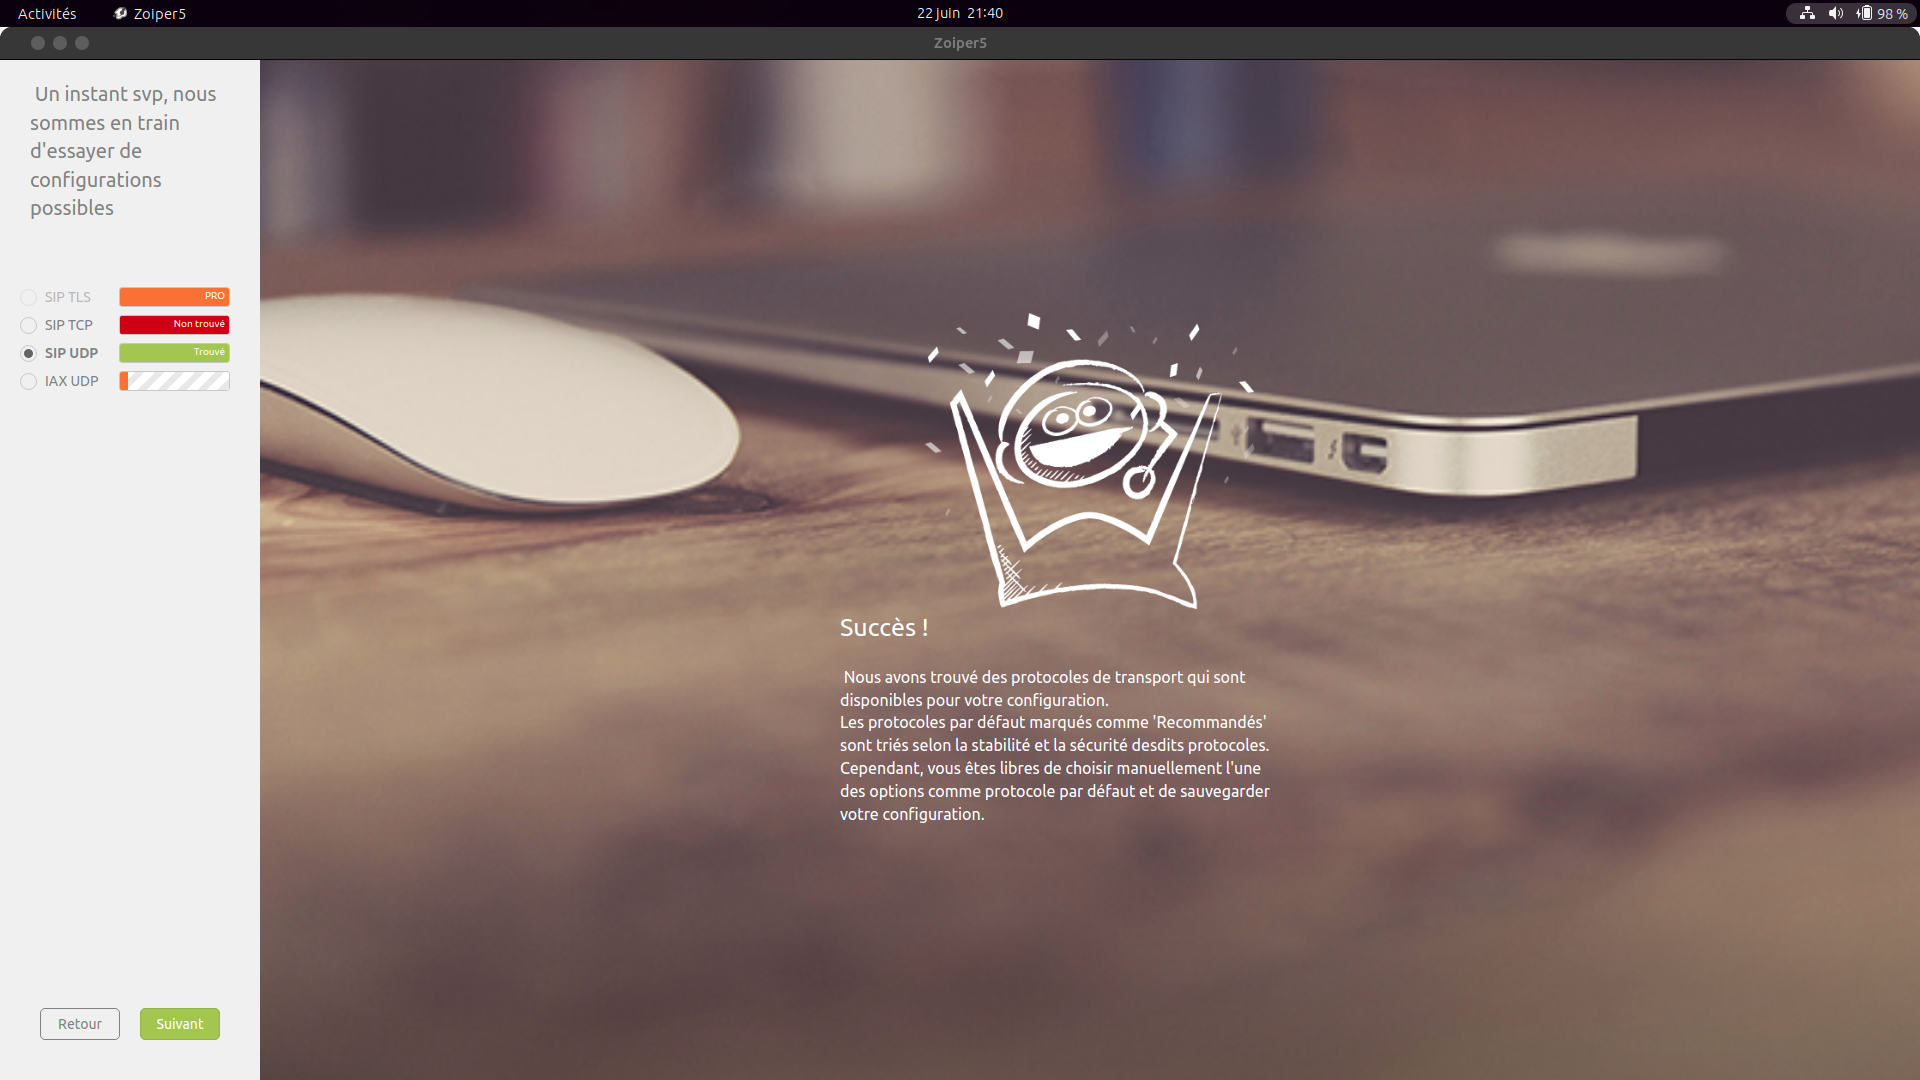 Activités
Zoiper5
22 juin 21:40
98 %
Zoiper5
Un instant svp, nous
sommes en train
d'essayer de
configurations
possibles
SIP TLS
PRO
SIP TCP
Non trouvé
SIP UDP
Trouvé
IAX UDP
Succès !
Nous avons trouvé des protocoles de transport qui sont
disponibles pour votre configuration.
Les protocoles par défaut marqués comme 'Recommandés'
sont triés selon la stabilité et la sécurité desdits protocoles.
Cependant, vous êtes libres de choisir manuellement l'une
des options comme protocole par défaut et de sauvegarder
votre configuration.
Retour
Suivant